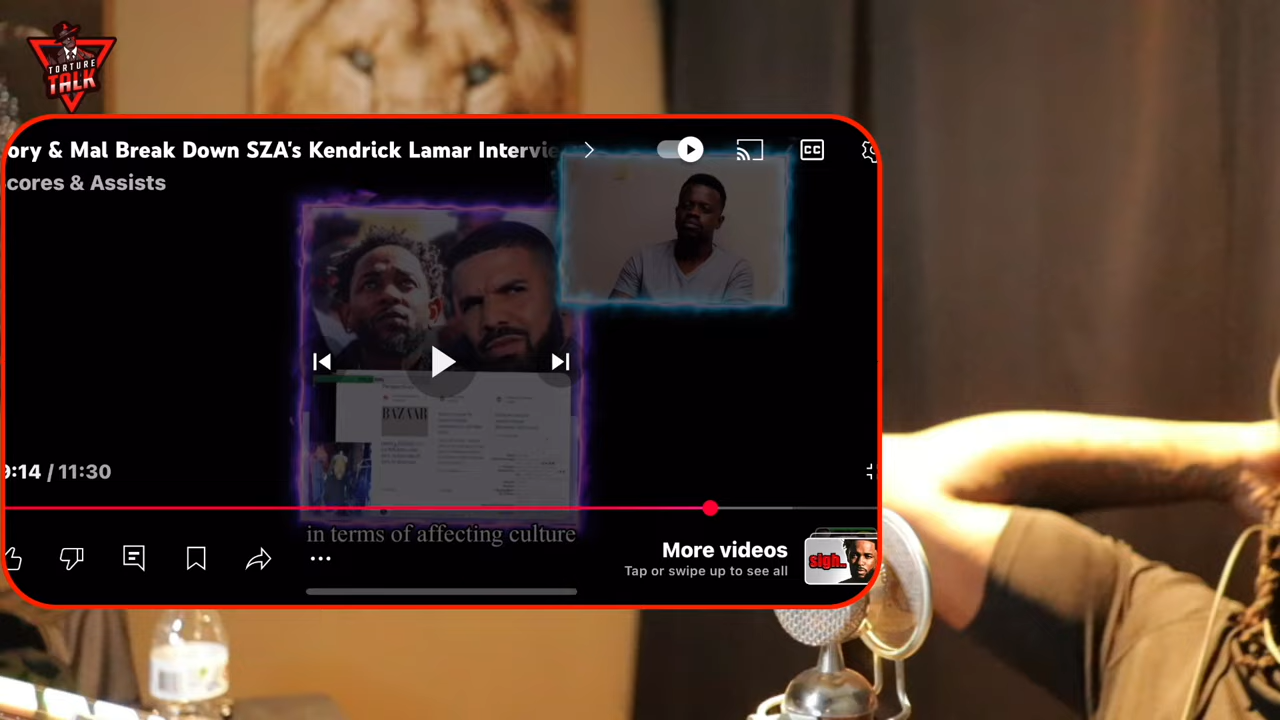 TORTURE
TALK
ory & Mal Break Down SZA's Kendrick Lamar Intervie
cores & Assists
CC
BAZAAR
9:14 / 11:30
in terms of affecting culture
More videos
Tap or swipe up to see all
sigh..